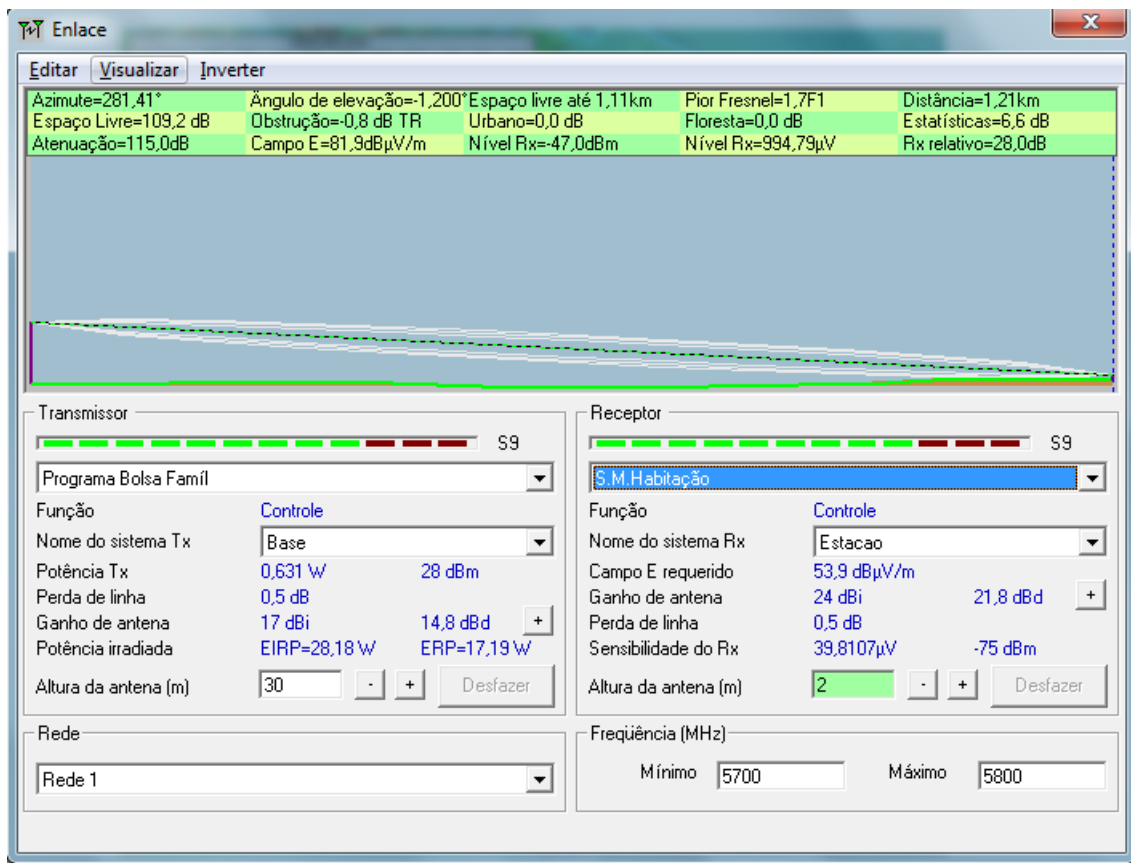 Enlace
Editar Visualizar Inverter
Azimute=281,41° Ângulo de elevação=-1,200° Espaço livre até 1,11km Pior Fresnel=1,7F1 Distância=1,21km
Espaço Livre=109,2 dB Obstrução=-0,8 dB TR Urbano=0,0 dB Floresta=0,0 dB Estatísticas=6,6 dB
Atenuação=115,0dB Campo E=81,9dBµV/m Nível Rx=-47,0dBm Nível Rx=994,79µV Rx relativo=28,0dB
Transmissor
S9
Programa Bolsa Famíl
Função Controle
Nome do sistema Tx Base
Potência Tx 0,631 W 28 dBm
Perda de linha 0,5 dB
Ganho de antena 17 dBi 14,8 dBd +
Potência irradiada EIRP=28,18 W ERP=17,19 W
Altura da antena (m) 30 - + Desfazer
Receptor
S9
S.M.Habitação
Função Controle
Nome do sistema Rx Estacao
Campo E requerido 53,9 dBµV/m
Ganho de antena 24 dBi 21,8 dBd +
Perda de linha 0,5 dB
Sensibilidade do Rx 39,8107µV -75 dBm
Altura da antena (m) 2 - + Desfazer
Rede
Rede 1
Freqüência (MHz)
Mínimo 5700 Máximo 5800